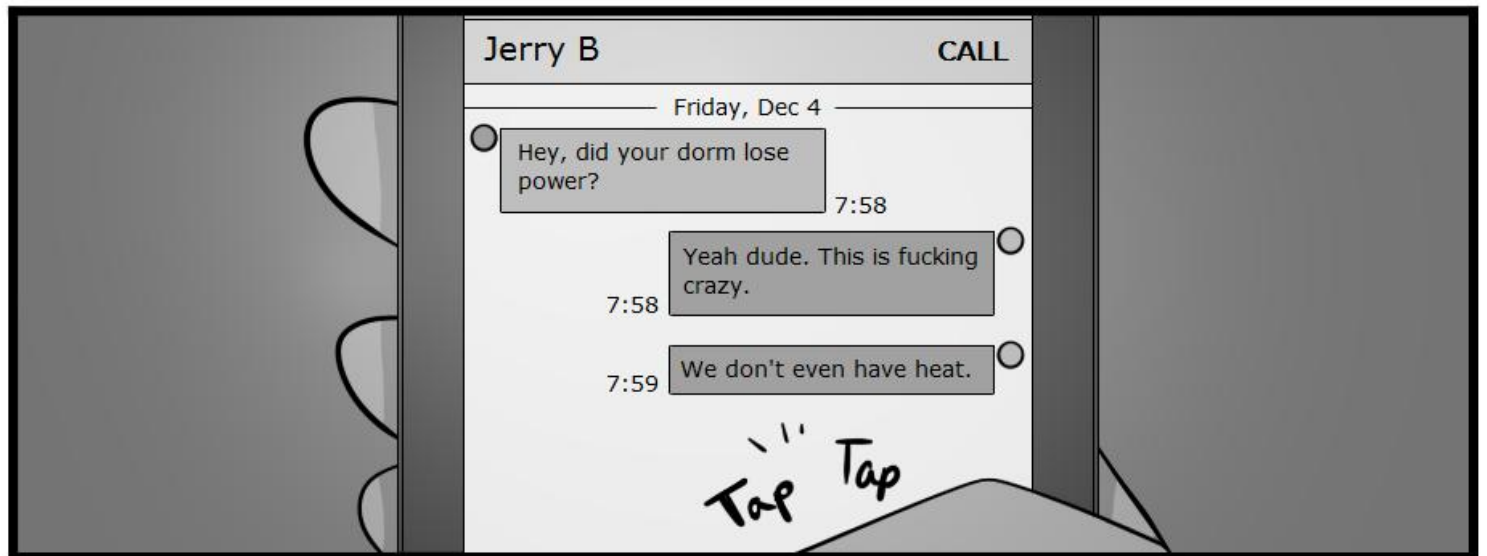 Jerry B CALL
Friday, Dec 4
Hey, did your dorm lose
power?
7:58
Yeah dude. This is fucking
crazy.
7:58
We don't even have heat.
7:59
Tap Tap